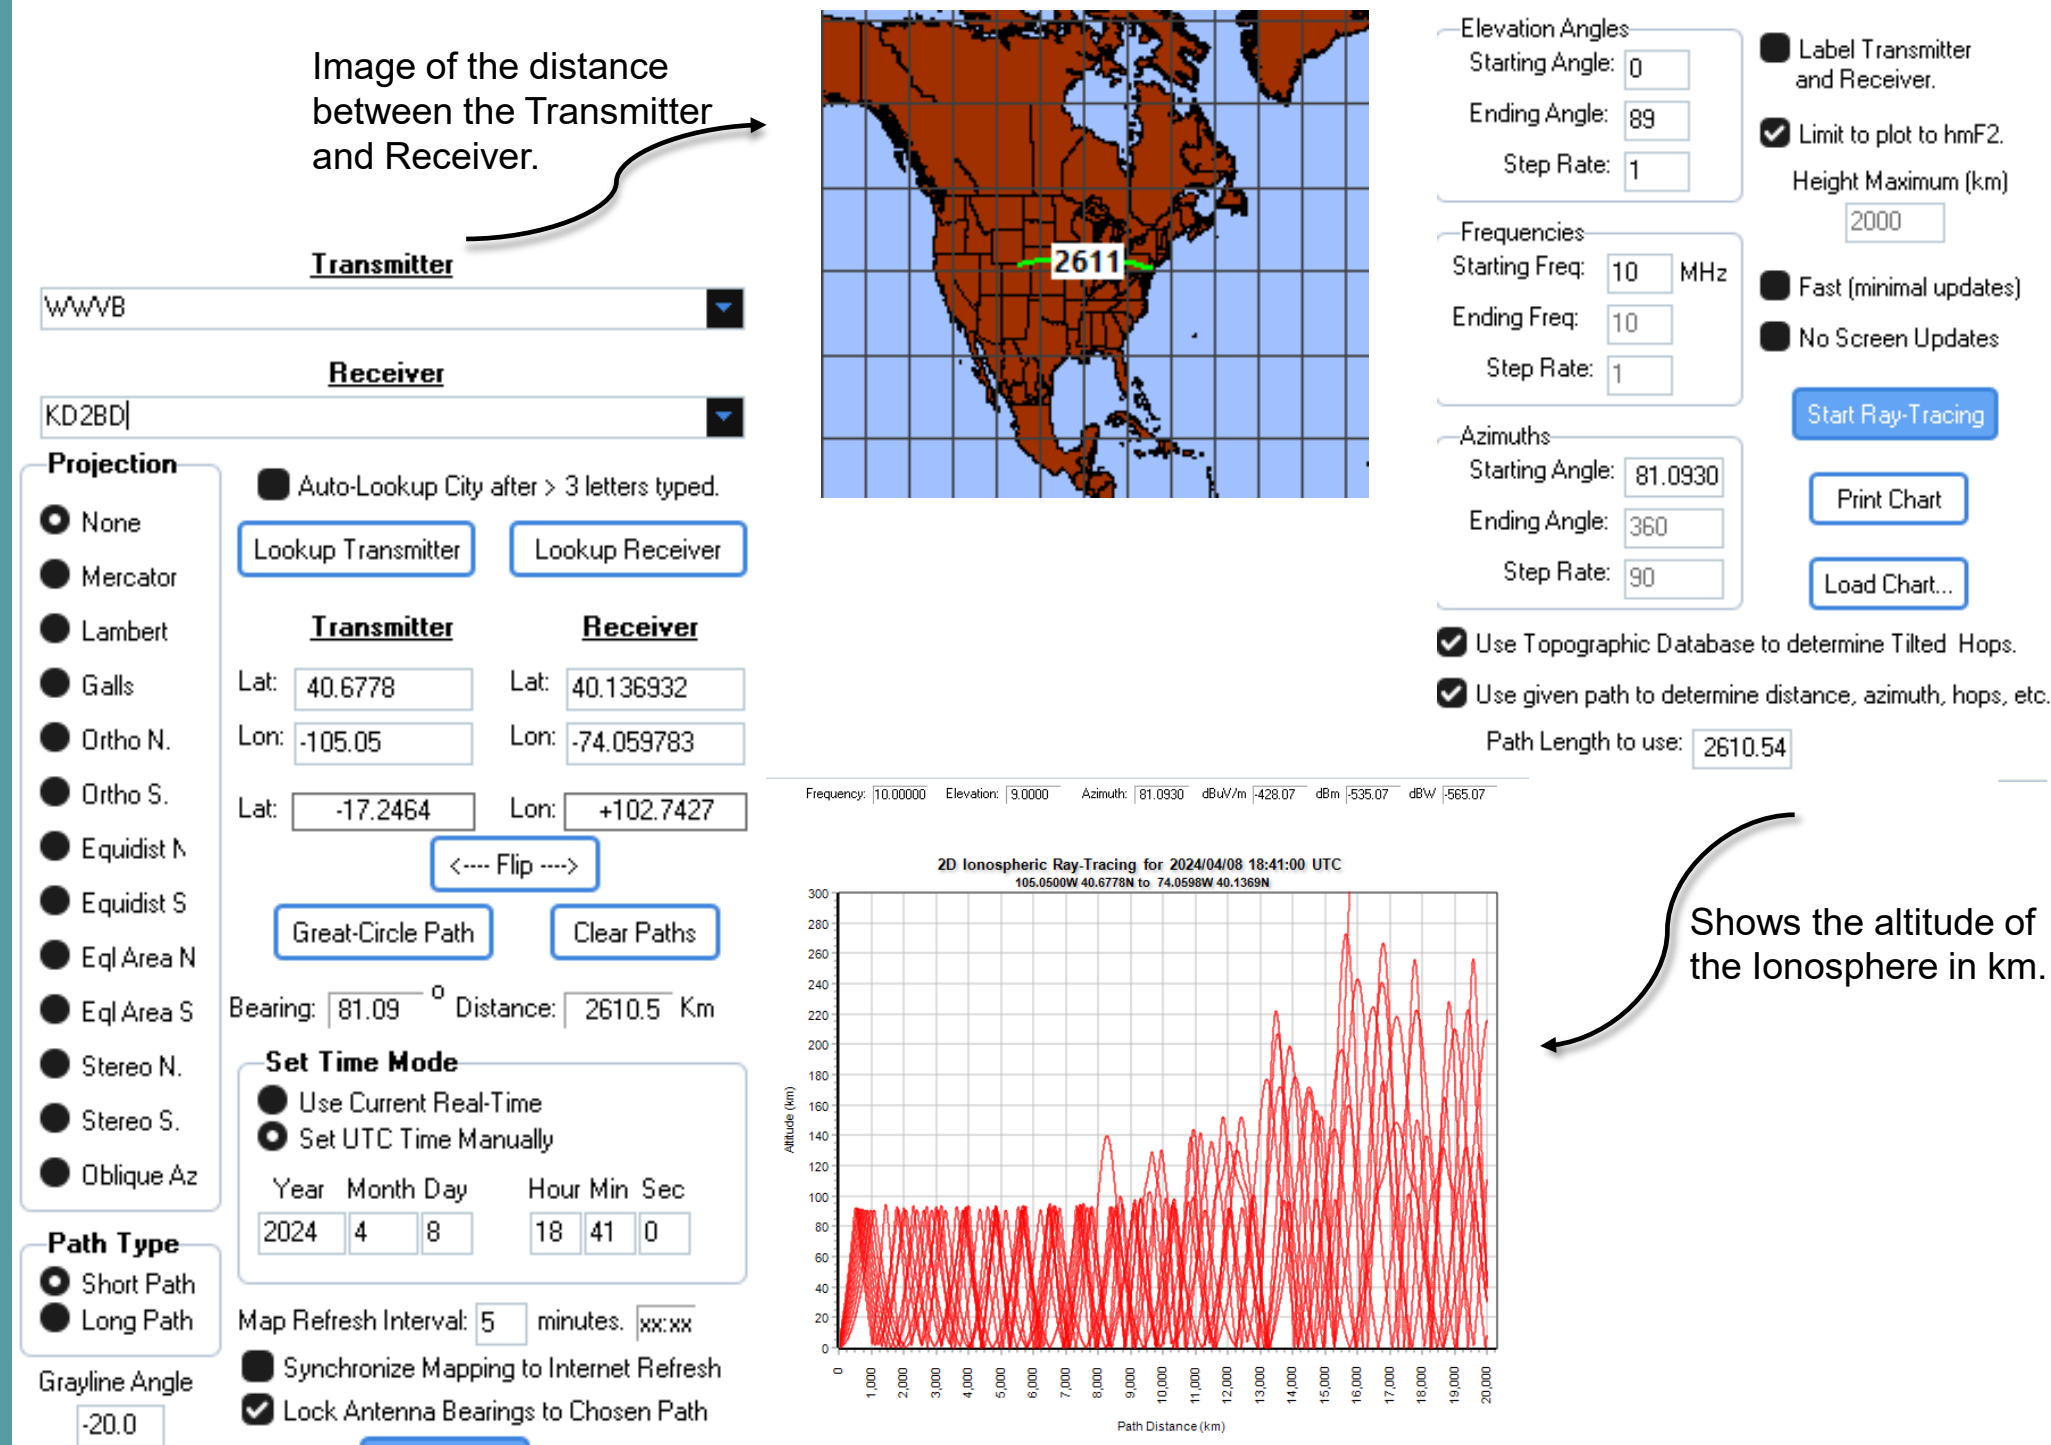 Image of the distance
between the Transmitter
and Receiver.
Transmitter
WWVB
Receiver
KD2BD
Projection
None
Mercator
Lambert
Galls
Ortho N.
Ortho S.
Equidist N
Equidist S
Eql Area N
Eql Area S
Stereo N.
Stereo S.
Oblique Az
Path Type
Short Path
Long Path
Grayline Angle
-20.0
Auto-Lookup City after > 3 letters typed.
Lookup Transmitter Lookup Receiver
Transmitter Receiver
Lat: 40.6778 Lat: 40.136932
Lon: -105.05 Lon: -74.059783
Lat: -17.2464 Lon: +102.7427
<---- Flip ---->
Great-Circle Path Clear Paths
Bearing: 81.09 o Distance: 2610.5 Km
Set Time Mode
Use Current Real-Time
Set UTC Time Manually
Year Month Day Hour Min Sec
2024 4 8 18 41 0
Map Refresh Interval: 5 minutes. xx:xx
Synchronize Mapping to Internet Refresh
Lock Antenna Bearings to Chosen Path
2611
Elevation Angles
Starting Angle: 0
Ending Angle: 89
Step Rate: 1
Frequencies
Starting Freq: 10 MHz
Ending Freq: 10
Step Rate: 1
Azimuths
Starting Angle: 81.0930
Ending Angle: 360
Step Rate: 90
Label Transmitter
and Receiver.
Limit to plot to hmF2.
Height Maximum (km)
2000
Fast (minimal updates)
No Screen Updates
Start Ray-Tracing
Print Chart
Load Chart...
Use Topographic Database to determine Tilted Hops.
Use given path to determine distance, azimuth, hops, etc.
Path Length to use: 2610.54
Frequency: 10.00000 Elevation: 9.0000 Azimuth: 81.0930 dBuV/m -428.07 dBm -535.07 dBW -565.07
2D Ionospheric Ray-Tracing for 2024/04/08 18:41:00 UTC
105.0500W 40.6778N to 74.0598W 40.1369N
Altitude (km)
300
280
260
240
220
200
180
160
140
120
100
80
60
40
20
0
0 1,000 2,000 3,000 4,000 5,000 6,000 7,000 8,000 9,000 10,000 11,000 12,000 13,000 14,000 15,000 16,000 17,000 18,000 19,000 20,000
Path Distance (km)
Shows the altitude of
the Ionosphere in km.